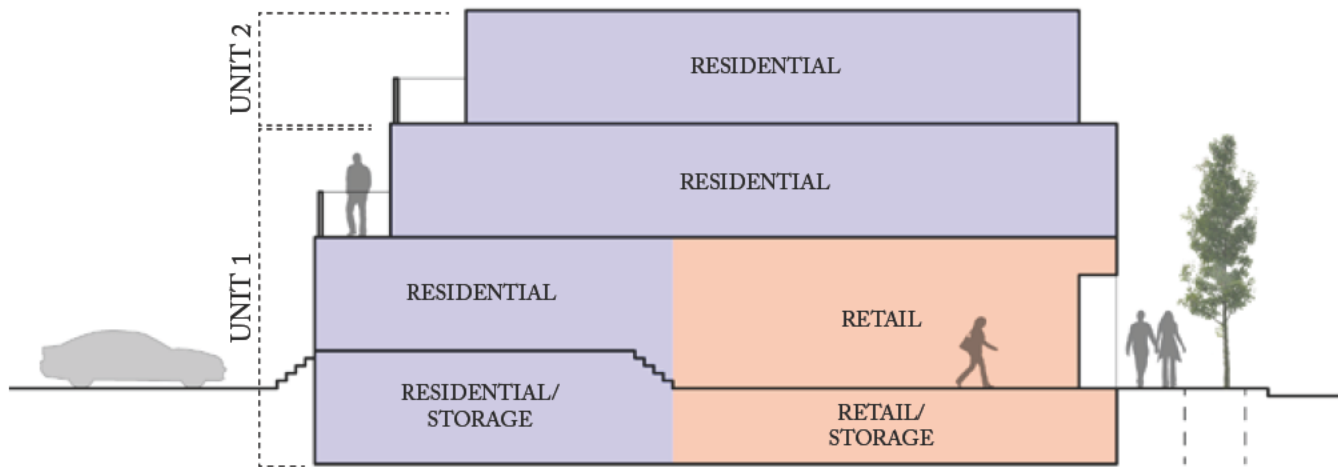 UNIT 2
RESIDENTIAL
RESIDENTIAL
UNIT 1
RESIDENTIAL
RETAIL
RESIDENTIAL/
STORAGE
RETAIL/
STORAGE